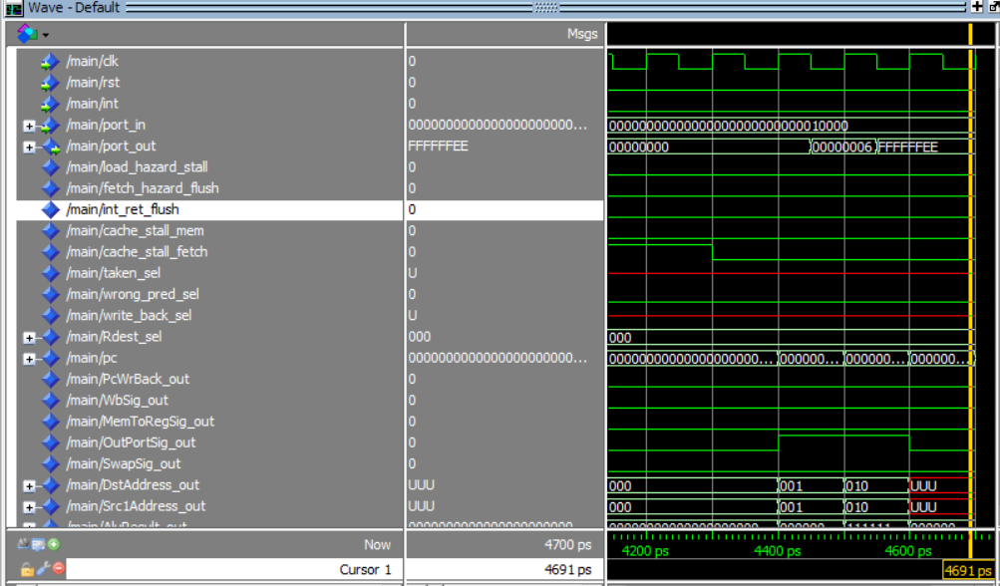 Wave - Default
Msgs
/main/clk 0
/main/rst 0
/main/int 0
/main/port_in 0000000000000000000000000... 00000000000000000000000000010000
/main/port_out FFFFFFEE 00000000 00000006 FFFFFFEE
/main/load_hazard_stall 0
/main/fetch_hazard_flush 0
/main/int_ret_flush 0
/main/cache_stall_mem 0
/main/cache_stall_fetch 0
/main/taken_sel U
/main/wrong_pred_sel 0
/main/write_back_sel U
/main/Rdest_sel 000 000
/main/pc 0000000000000000000000000... 00000000000000000000... 000000... 000000... 000000...
/main/PcWrBack_out 0
/main/WbSig_out 0
/main/MemToRegSig_out 0
/main/OutPortSig_out 0
/main/SwapSig_out 0
/main/DstAddress_out UUU 000 001 010 UUU
/main/Src1Address_out UUU 000 001 010 UUU
Now 4700 ps 4200 ps 4400 ps 4600 ps
Cursor 1 4691 ps 4691 ps